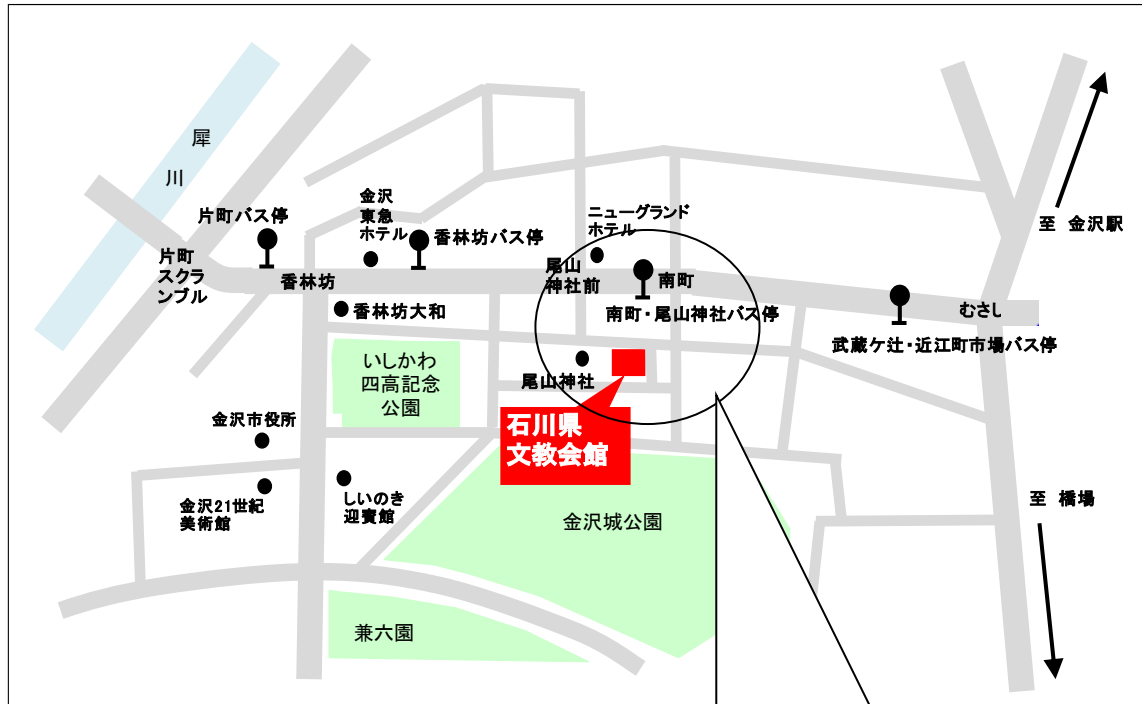 犀
川
片町バス停
片町
スクラ
ンブル
香林坊
金沢
東急
ホテル
香林坊バス停
香林坊大和
ニューグランド
ホテル
尾山
神社前
南町
南町・尾山神社バス停
至 金沢駅
むさし
武蔵ケ辻・近江町市場バス停
いしかわ
四高記念
公園
尾山神社
石川県
文教会館
金沢市役所
金沢21世紀
美術館
しいのき
迎賓館
金沢城公園
至 橋場
兼六園